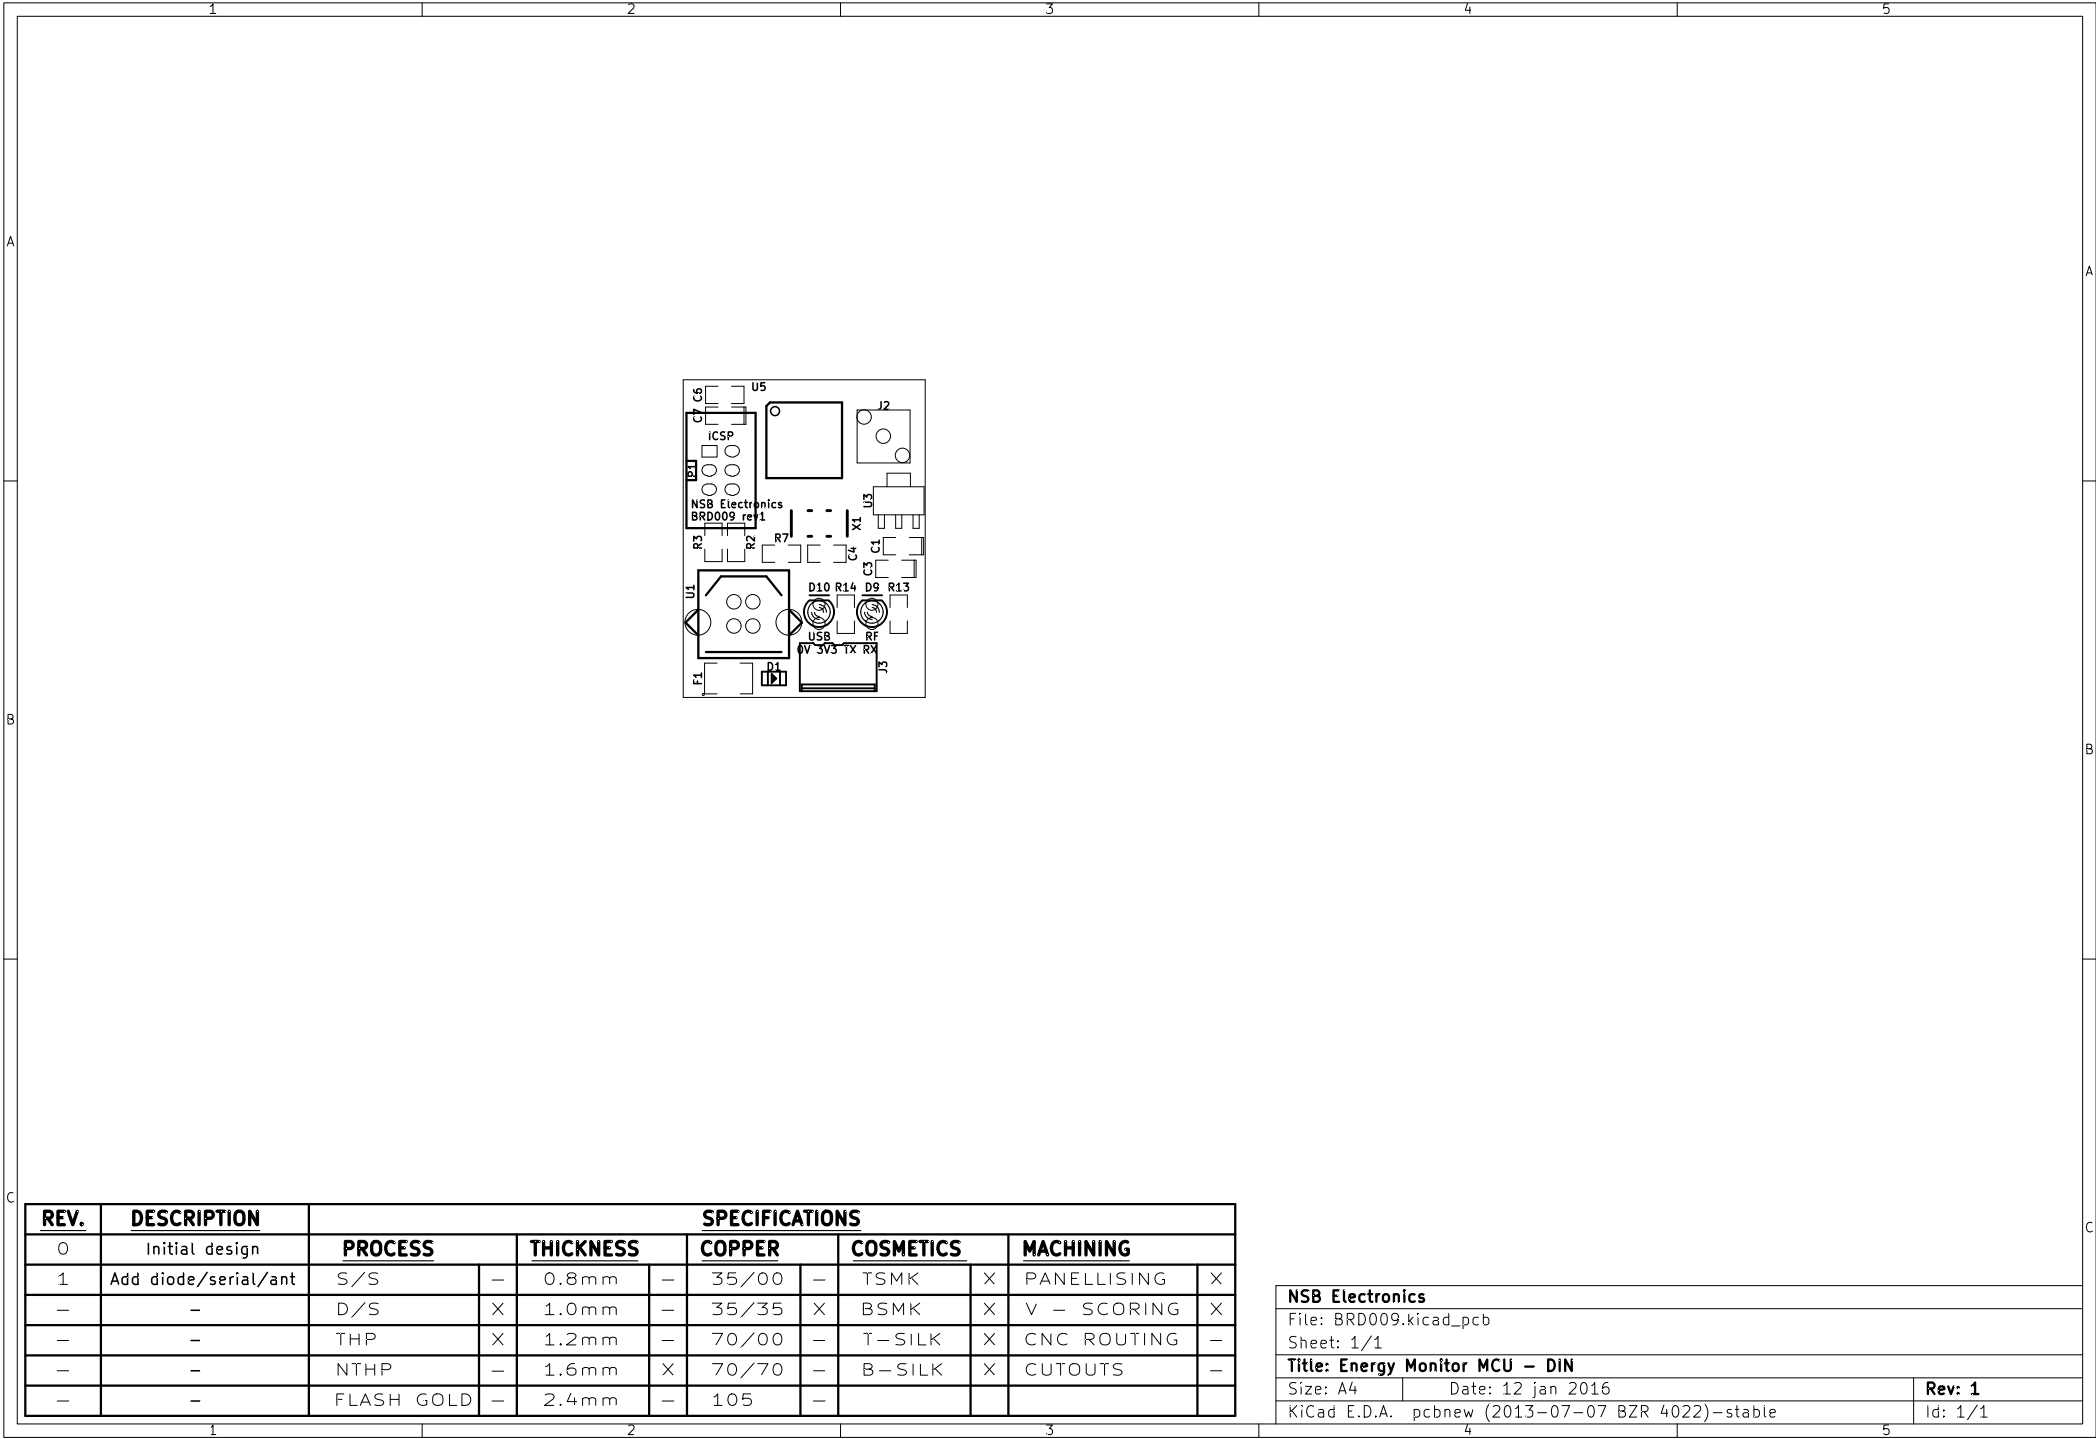 1 2 3 4 5
A
A
B
B
C
C
C6
U5
C7
J2
iCSP
P1
U3
NSB Electronics
BRD009 rev1
X1
R3
R2
R7
C4
C1
C3
U1
D10 R14 D9 R13
USB RF
0V 3V3 TX RX
F1
D1
J3
REV. DESCRIPTION SPECIFICATIONS
0 Initial design PROCESS THICKNESS COPPER COSMETICS MACHINING
1 Add diode/serial/ant S/S - 0.8mm - 35/00 - TSMK X PANELLISING X
- - D/S X 1.0mm - 35/35 X BSMK X V - SCORING X
- - THP X 1.2mm - 70/00 - T-SILK X CNC ROUTING -
- - NTHP - 1.6mm X 70/70 - B-SILK X CUTOUTS -
- - FLASH GOLD - 2.4mm - 105 -
NSB Electronics
File: BRD009.kicad_pcb
Sheet: 1/1
Title: Energy Monitor MCU - DiN
Size: A4 Date: 12 jan 2016 Rev: 1
KiCad E.D.A. pcbnew (2013-07-07 BZR 4022)-stable Id: 1/1
1 2 3 4 5